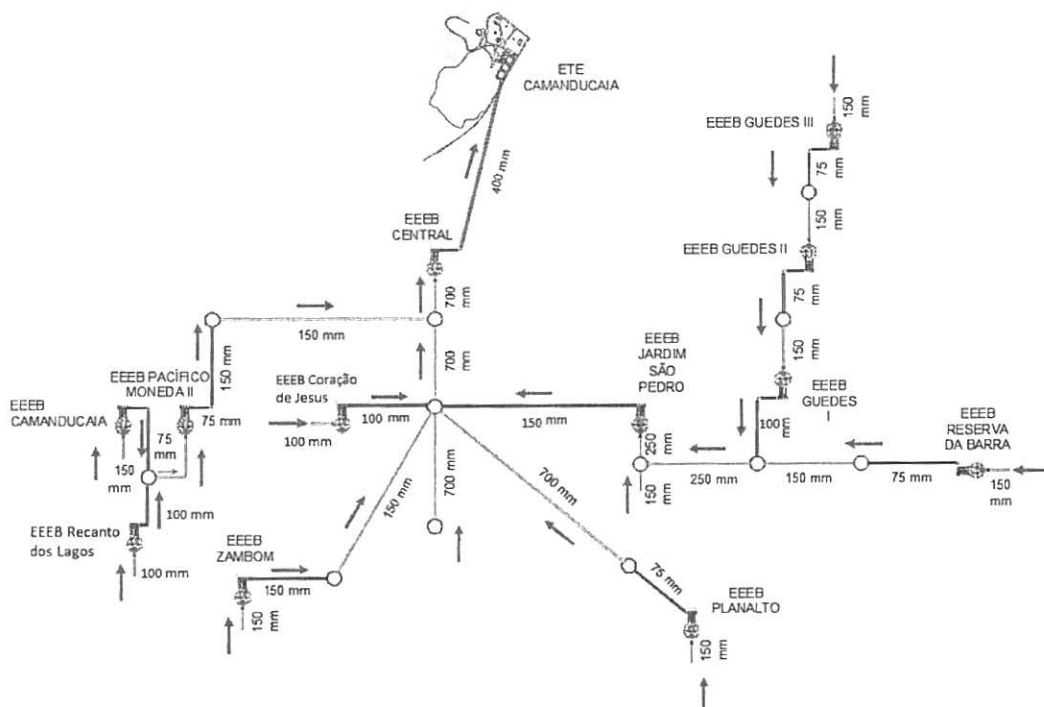 ETE
CAMANDUCAIA
150
mm
EEEB GUEDES III
75
mm
400 mm
150
mm
EEEB
CENTRAL
EEEB GUEDES II
700
mm
75
mm
150 mm
700
mm
150
mm
EEEB
JARDIM
SÃO
PEDRO
150 mm
EEEB PACÍFICO
MONEDA II
EEEB Coração
de Jesus
EEEB
GUEDES
I
EEEB
CAMANDUCAIA
75 mm
100 mm
150 mm
100
mm
EEEB
RESERVA
DA BARRA
75
mm
100 mm
250
mm
150
mm
700 mm
150
mm
250 mm
150 mm
75 mm
150
mm
100 mm
150 mm
700 mm
EEEB Recanto
dos Lagos
EEEB
ZAMBOM
100 mm
150 mm
75 mm
EEEB
PLANALTO
150
mm
150
mm